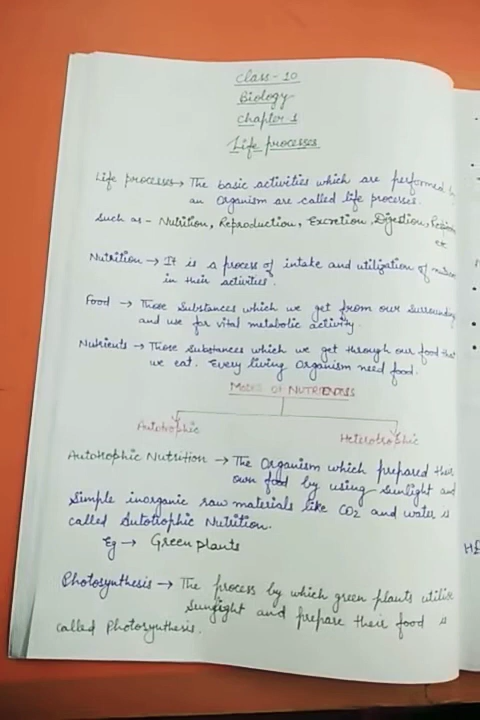 Class - 10
Biology
Chapter 1
Life processes
Life processes → The basic activities which are performed by
an Organism are called life processes.
Such as - Nutrition, Reproduction, Excretion, Digestion,
etc
Nutrition → It is a process of intake and utilization of
in their activities.
Food → Those Substances which we get from our Surrounding
and use for vital metabolic activity.
Nutrients → Those substances which we get through our food that
we eat. Every living Organism need food.
Modes of
Autotrophic Heterotrophic
Autotrophic Nutrition → The Organism which prepared their
own food by using Sunlight and
Simple inorganic raw materials like CO2 and water is
called Autotrophic Nutrition.
Eg → Green plants
Photosynthesis → The process by which green plants utilise
Sunlight and prepare their food is
called Photosynthesis.